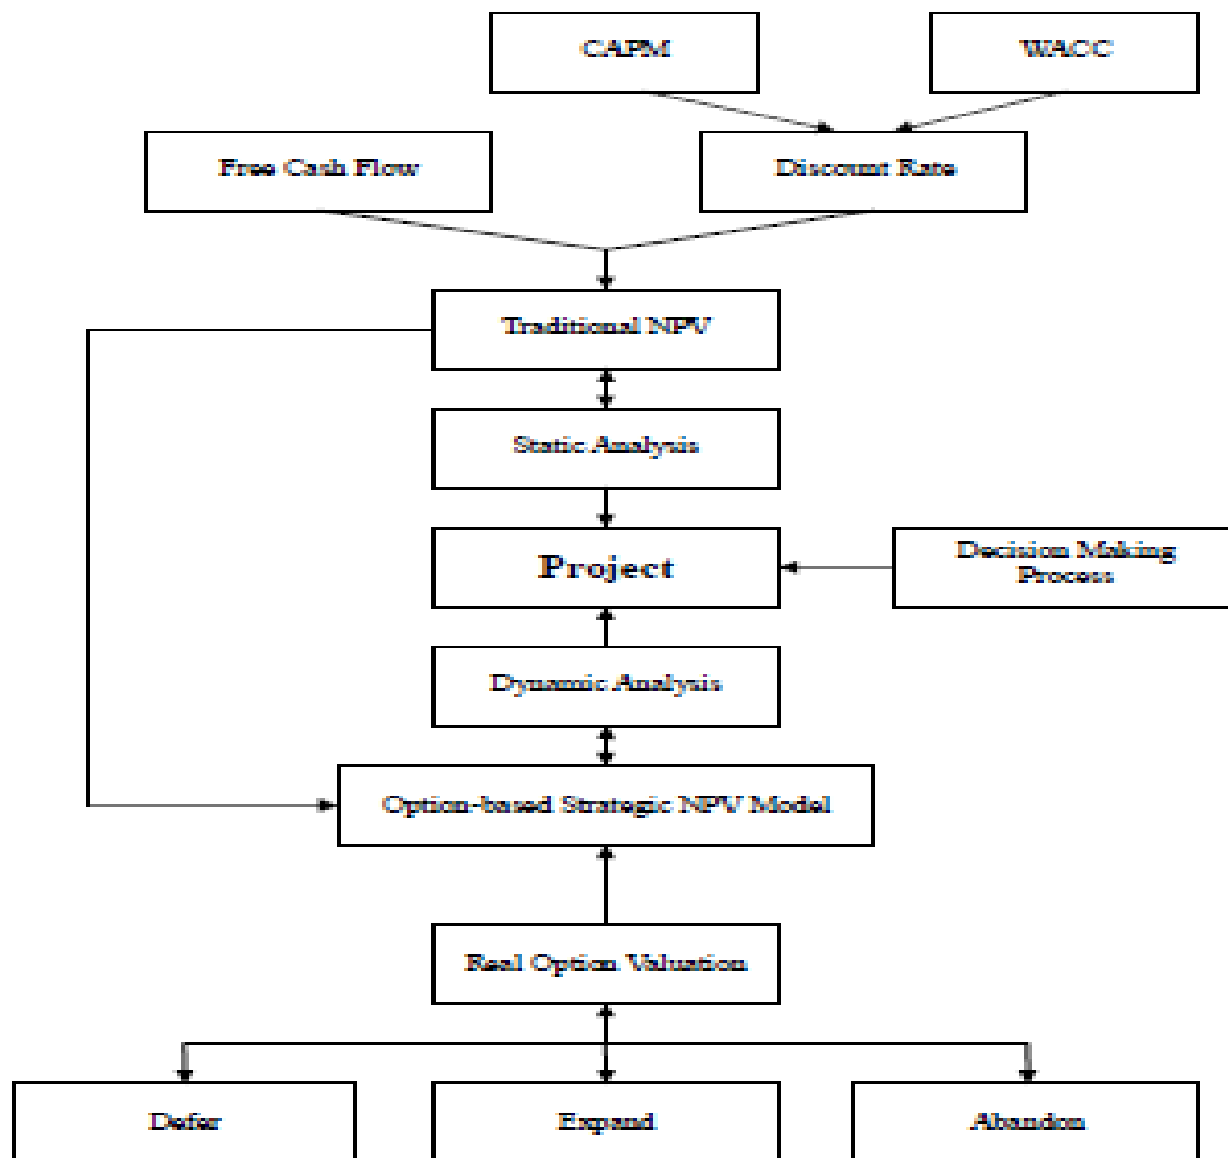 CAPM
WACC
Free Cash Flow
Discount Rate
Traditional NPV
Static Analysis
Project
Decision Making
Process
Dynamic Analysis
Option-based Strategic NPV Model
Real Option Valuation
Defer
Expand
Abandon